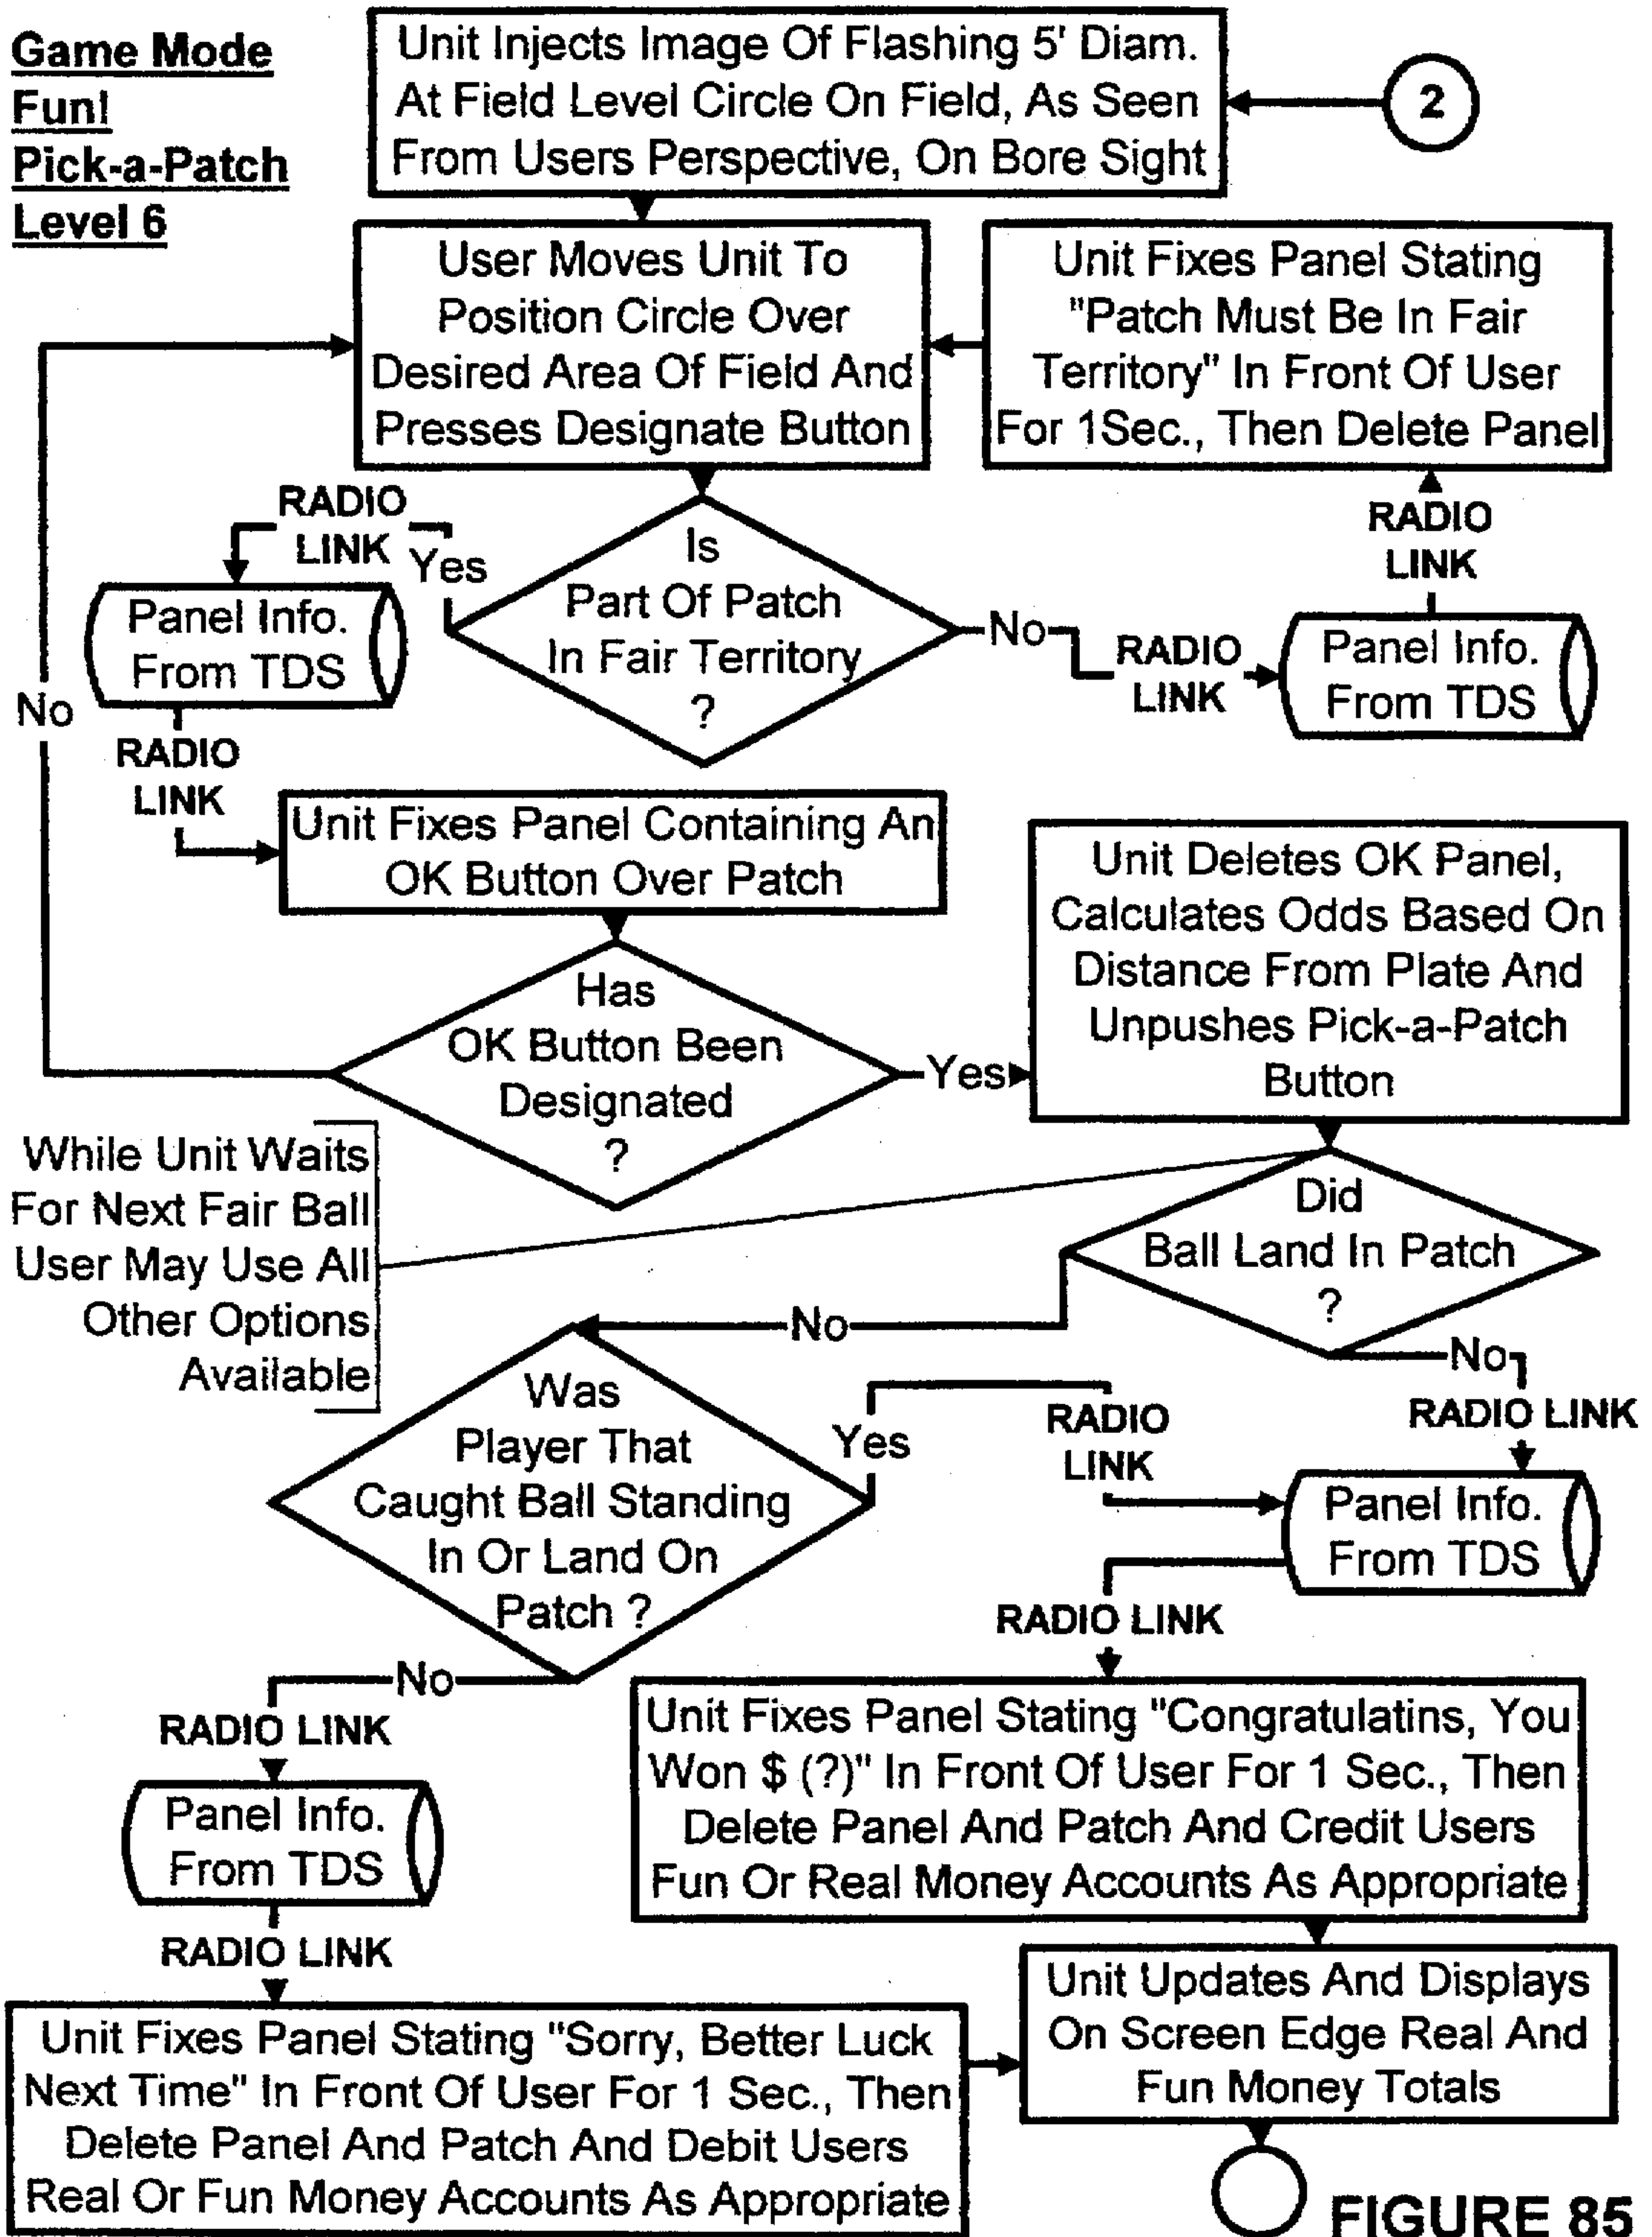 Game Mode
Fun!
Pick-a-Patch
Level 6
Unit Injects Image Of Flashing 5' Diam.
At Field Level Circle On Field, As Seen
From Users Perspective, On Bore Sight
2
User Moves Unit To
Position Circle Over
Desired Area Of Field And
Presses Designate Button
Unit Fixes Panel Stating
"Patch Must Be In Fair
Territory" In Front Of User
For 1Sec., Then Delete Panel
RADIO
LINK
Yes
Is
Part Of Patch
In Fair Territory
?
No
RADIO
LINK
RADIO
LINK
Panel Info.
From TDS
Panel Info.
From TDS
No
RADIO
LINK
Unit Fixes Panel Containing An
OK Button Over Patch
Has
OK Button Been
Designated
?
Yes
Unit Deletes OK Panel,
Calculates Odds Based On
Distance From Plate And
Unpushes Pick-a-Patch
Button
While Unit Waits
For Next Fair Ball
User May Use All
Other Options
Available
Did
Ball Land In Patch
?
No
No
RADIO LINK
Was
Player That
Caught Ball Standing
In Or Land On
Patch ?
Yes
RADIO
LINK
Panel Info.
From TDS
RADIO LINK
No
RADIO LINK
Panel Info.
From TDS
RADIO LINK
Unit Fixes Panel Stating "Congratulatins, You
Won $ (?)" In Front Of User For 1 Sec., Then
Delete Panel And Patch And Credit Users
Fun Or Real Money Accounts As Appropriate
Unit Fixes Panel Stating "Sorry, Better Luck
Next Time" In Front Of User For 1 Sec., Then
Delete Panel And Patch And Debit Users
Real Or Fun Money Accounts As Appropriate
Unit Updates And Displays
On Screen Edge Real And
Fun Money Totals
FIGURE 85